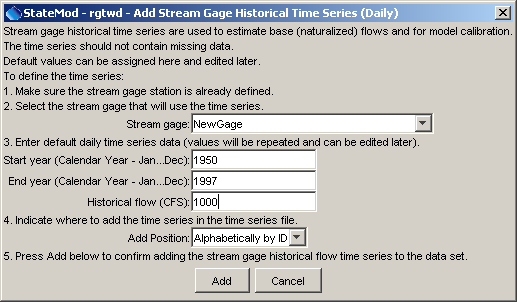 StateMod - rgtwd - Add Stream Gage Historical Time Series (Daily)
Stream gage historical time series are used to estimate base (naturalized) flows and for model calibration.
The time series should not contain missing data.
Default values can be assigned here and edited later.
To define the time series:
1. Make sure the stream gage station is already defined.
2. Select the stream gage that will use the time series.
Stream gage: NewGage
3. Enter default daily time series data (values will be repeated and can be edited later).
Start year (Calendar Year - Jan...Dec): 1950
End year (Calendar Year - Jan...Dec): 1997
Historical flow (CFS): 1000
4. Indicate where to add the time series in the time series file.
Add Position: Alphabetically by ID
5. Press Add below to confirm adding the stream gage historical flow time series to the data set.
Add Cancel